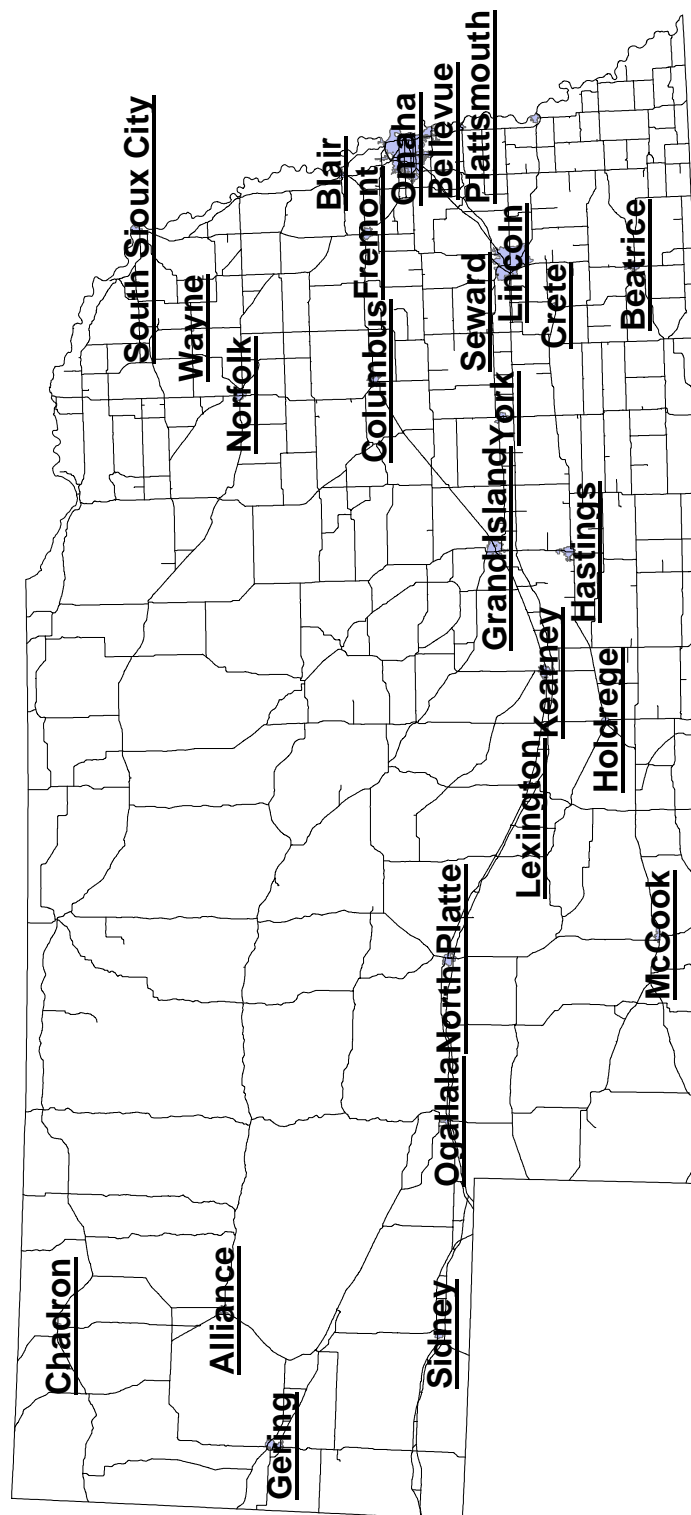 South Sioux City
Chadron
Wayne
Alliance
Norfolk
Gering
Blair
Columbus
Fremont
Omaha
Sidney
Ogallala
North Platte
Bellevue
Seward
Plattsmouth
Grand Island
York
Lincoln
Lexington
Kearney
Crete
Hastings
Holdrege
Beatrice
McCook